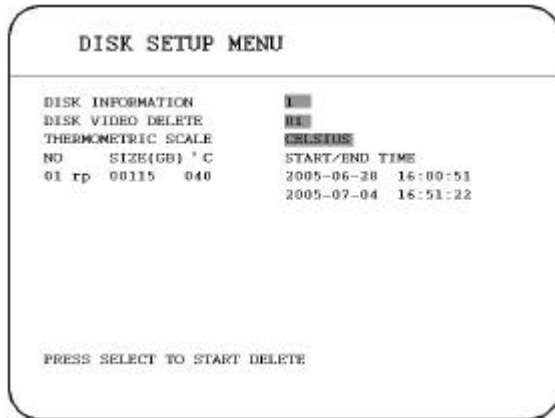 DISK SETUP MENU
DISK INFORMATION 1
DISK VIDEO DELETE 01
THERMOMETRIC SCALE CELSIUS
NO SIZE(GB) °C START/END TIME
01 rp 00115 040 2005-06-28 16:00:51
2005-07-04 16:51:22
PRESS SELECT TO START DELETE